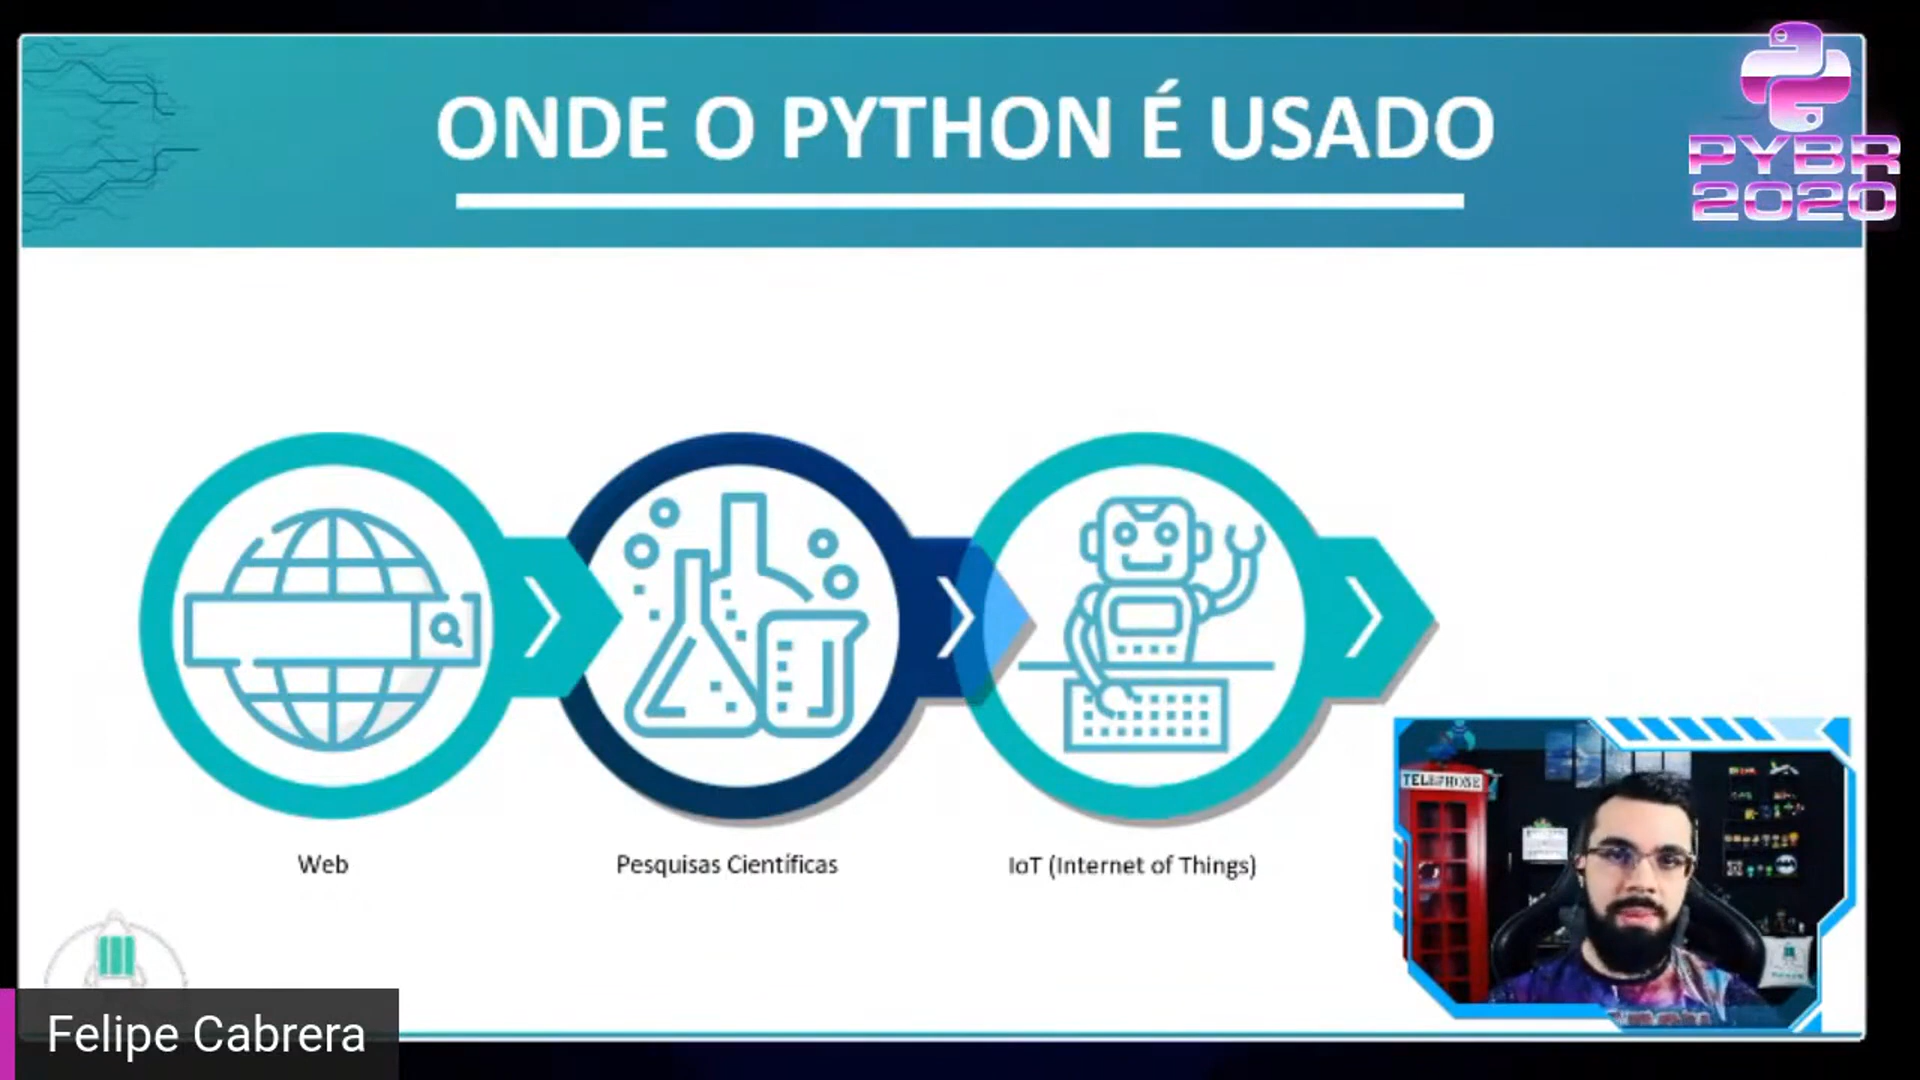 ONDE O PYTHON É USADO
PYBR
2020
Web
Pesquisas Científicas
IoT (Internet of Things)
TELEPHONE
Felipe Cabrera